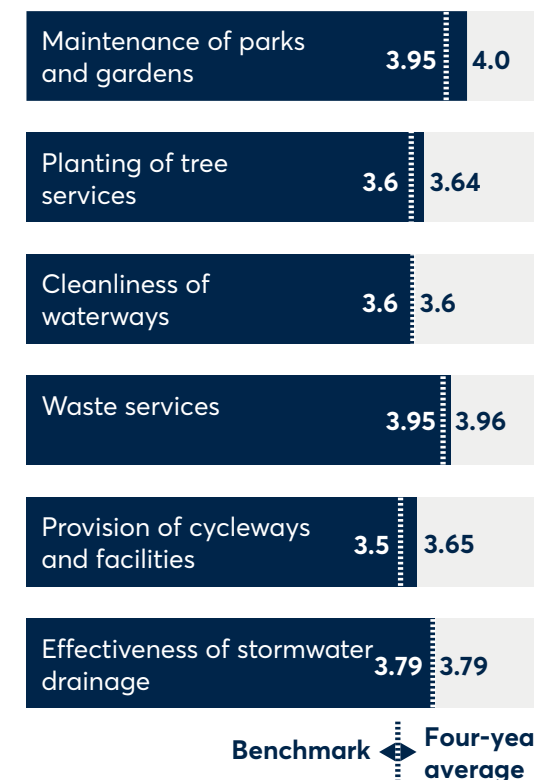 Maintenance of parks
and gardens
3.95
4.0
Planting of tree
services
3.6
3.64
Cleanliness of
waterways
3.6
3.6
Waste services
3.95
3.96
Provision of cycleways
and facilities
3.5
3.65
Effectiveness of stormwater
drainage
3.79
3.79
Benchmark
Four-yea
average